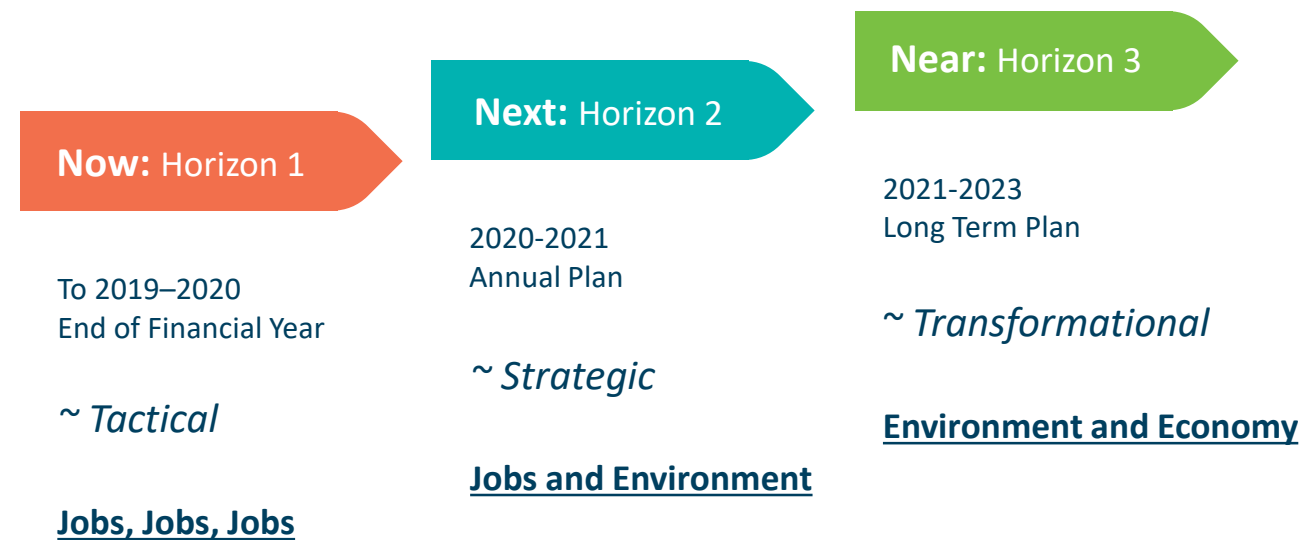 Now: Horizon 1
To 2019–2020
End of Financial Year
~ Tactical
Jobs, Jobs, Jobs
Next: Horizon 2
2020-2021
Annual Plan
~ Strategic
Jobs and Environment
Near: Horizon 3
2021-2023
Long Term Plan
~ Transformational
Environment and Economy